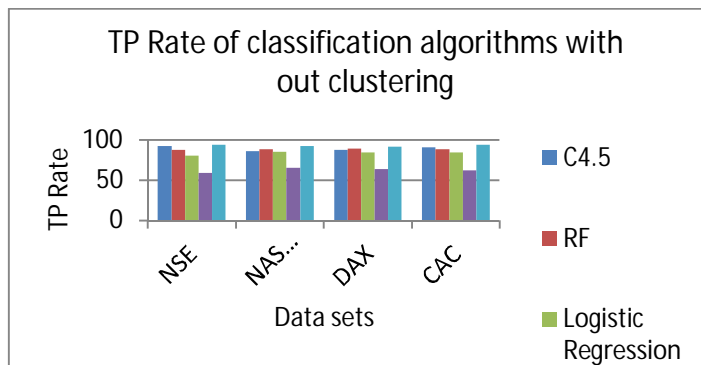 TP Rate of classification algorithms with
out clustering
100
50
0
TP Rate
NSE
NAS...
DAX
CAC
Data sets
C4.5
RF
Logistic
Regression